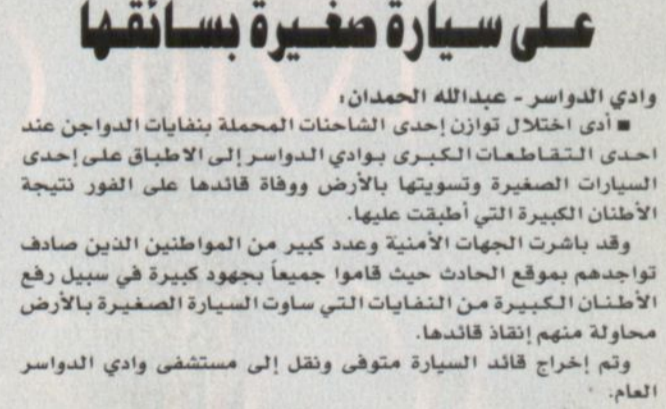 على سيارة صغيرة بسائقها
وادي الدواسر - عبدالله الحمدان:
■ أدى اختلال توازن إحدى الشاحنات المحملة بنفايات الدواجن عند
احدى التقاطعات الكبرى بوادي الدواسر إلى الاطباق على إحدى
السيارات الصغيرة وتسويتها بالأرض ووفاة قائدها على الفور نتيجة
الأطنان الكبيرة التي أطبقت عليها.
وقد باشرت الجهات الأمنية وعدد كبير من المواطنين الذين صادف
تواجدهم بموقع الحادث حيث قاموا جميعاً بجهود كبيرة في سبيل رفع
الأطنان الكبيرة من النفايات التي ساوت السيارة الصغيرة بالأرض
محاولة منهم إنقاذ قائدها.
وتم إخراج قائد السيارة متوفى ونقل إلى مستشفى وادي الدواسر
العام.